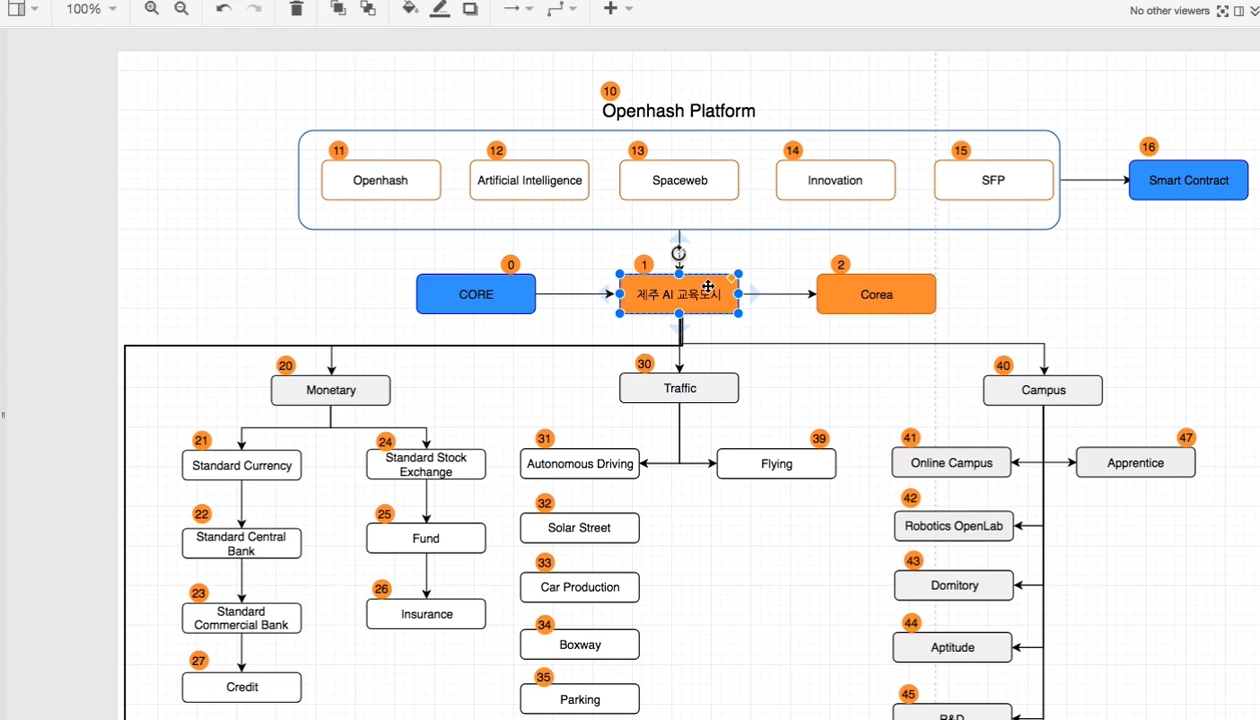 100%
No other viewers
10
Openhash Platform
11
12
13
14
15
16
Openhash
Artificial Intelligence
Spaceweb
Innovation
SFP
Smart Contract
0
1
2
CORE
제주 AI 교육도시
Corea
20
30
40
Monetary
Traffic
Campus
21
24
31
39
41
47
Standard Currency
Standard Stock
Exchange
Autonomous Driving
Flying
Online Campus
Apprentice
22
25
32
42
Standard Central
Bank
Fund
Solar Street
Robotics OpenLab
23
26
33
43
Standard
Commercial Bank
Insurance
Car Production
Domitory
27
34
44
Credit
Boxway
Aptitude
35
45
Parking
R&D